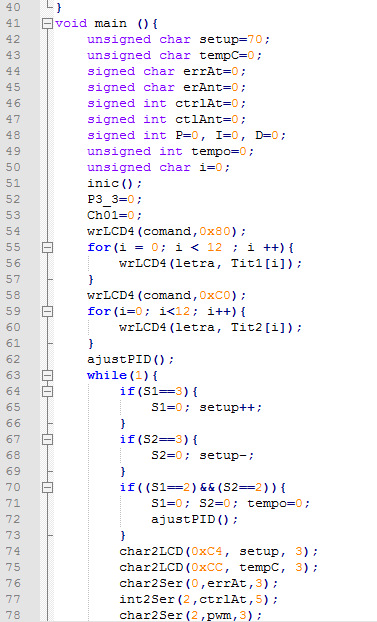 40 }
41 void main (){
42 unsigned char setup=70;
43 unsigned char tempC=0;
44 signed char errAt=0;
45 signed char erAnt=0;
46 signed int ctrlAt=0;
47 signed int ctlAnt=0;
48 signed int P=0, I=0, D=0;
49 unsigned int tempo=0;
50 unsigned char i=0;
51 inic();
52 P3_3=0;
53 Ch01=0;
54 wrLCD4(comand,0x80);
55 for(i = 0; i < 12 ; i ++){
56 wrLCD4(letra, Tit1[i]);
57 }
58 wrLCD4(comand,0xC0);
59 for(i=0; i<12; i++){
60 wrLCD4(letra, Tit2[i]);
61 }
62 ajustPID();
63 while(1){
64 if(S1==3){
65 S1=0; setup++;
66 }
67 if(S2==3){
68 S2=0; setup-;
69 }
70 if((S1==2)&&(S2==2)){
71 S1=0; S2=0; tempo=0;
72 ajustPID();
73 }
74 char2LCD(0xC4, setup, 3);
75 char2LCD(0xCC, tempC, 3);
76 char2Ser(0,errAt,3);
77 int2Ser(2,ctrlAt,5);
78 char2Ser(2,pwm,3);